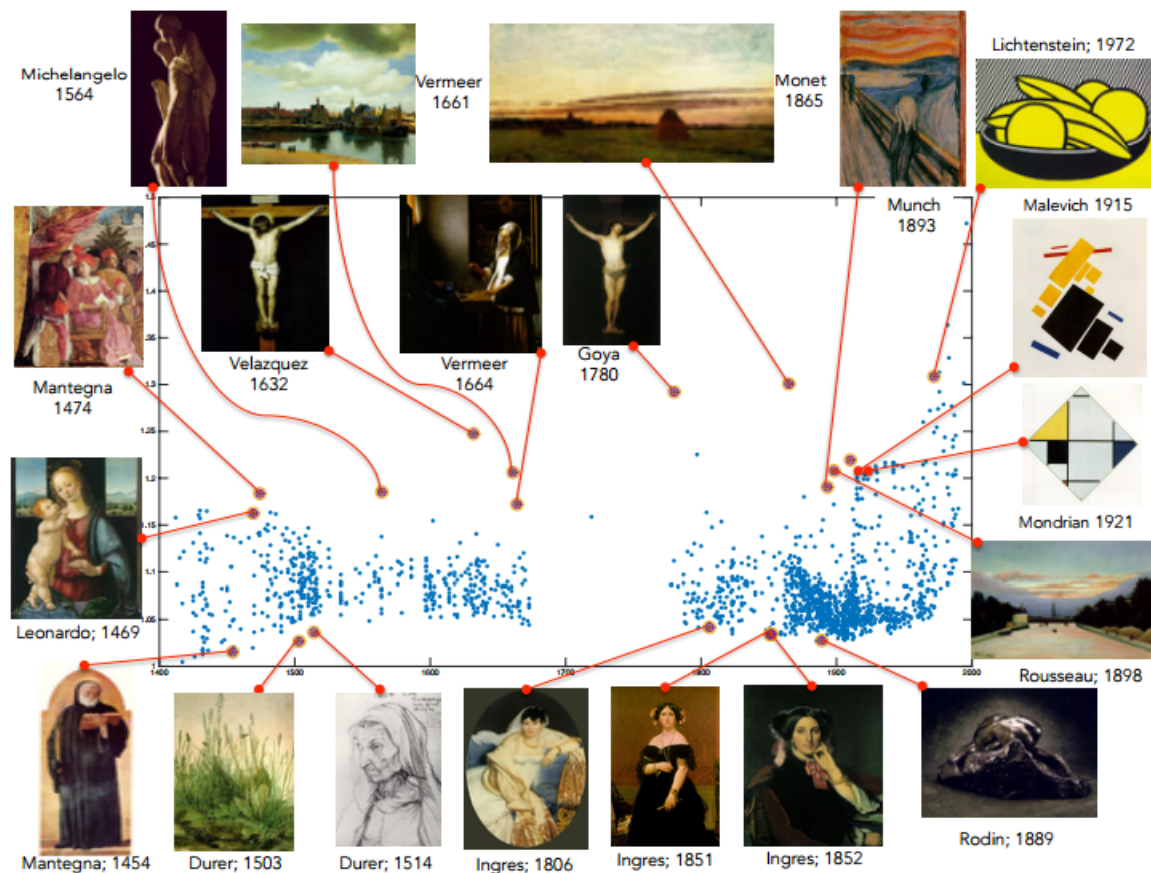 Michelangelo
1564
Vermeer
1661
Monet
1865
Lichtenstein; 1972
Munch
1893
Malevich 1915
Mantegna
1474
Velazquez
1632
Vermeer
1664
Goya
1780
1.5
1.45
1.4
1.35
1.3
1.25
1.2
1.15
1.1
1.05
1400
1500
1600
1700
1800
1900
2000
Mondrian 1921
Leonardo; 1469
Rousseau; 1898
Mantegna; 1454
Durer; 1503
Durer; 1514
Ingres; 1806
Ingres; 1851
Ingres; 1852
Rodin; 1889